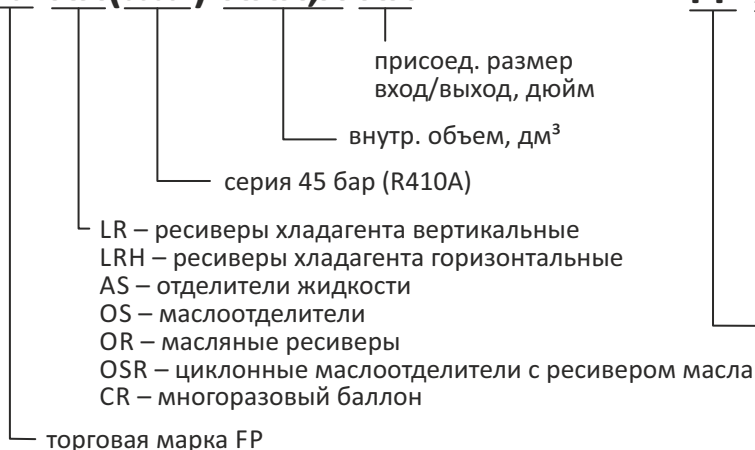 присоед. размер
вход/выход, дюйм
внутр. объем, дм³
серия 45 бар (R410A)
LR – ресиверы хладагента вертикальные
LRH – ресиверы хладагента горизонтальные
AS – отделители жидкости
OS – маслоотделители
OR – масляные ресиверы
OSR – циклонные маслоотделители с ресивером масла
CR – многоразовый баллон
торговая марка FP